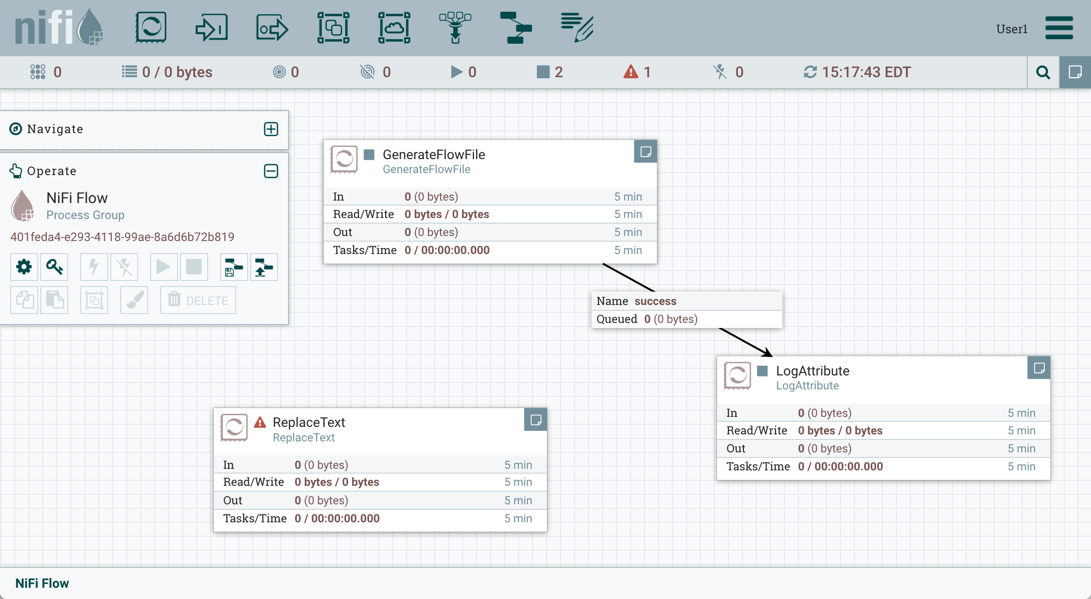 nifi
User1
0
0 / 0 bytes
0
0
0
2
1
0
15:17:43 EDT
Navigate
Operate
NiFi Flow
Process Group
401feda4-e293-4118-99ae-8a6d6b72b819
DELETE
GenerateFlowFile
GenerateFlowFile
In 0 (0 bytes) 5 min
Read/Write 0 bytes / 0 bytes 5 min
Out 0 (0 bytes) 5 min
Tasks/Time 0 / 00:00:00.000 5 min
Name success
Queued 0 (0 bytes)
LogAttribute
LogAttribute
In 0 (0 bytes) 5 min
Read/Write 0 bytes / 0 bytes 5 min
Out 0 (0 bytes) 5 min
Tasks/Time 0 / 00:00:00.000 5 min
ReplaceText
ReplaceText
In 0 (0 bytes) 5 min
Read/Write 0 bytes / 0 bytes 5 min
Out 0 (0 bytes) 5 min
Tasks/Time 0 / 00:00:00.000 5 min
NiFi Flow